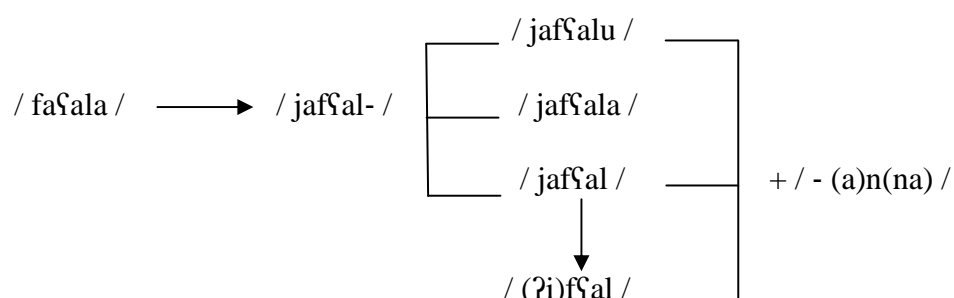 / jafʕalu /
/ faʕala / / jafʕal- / / jafʕala /
/ jafʕal / + / - (a)n(na) /
/ (ʔi)fʕal /